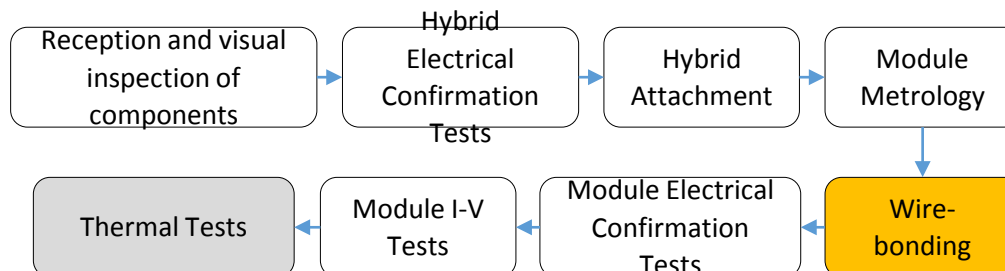 Reception and visual
inspection of
components
Hybrid
Electrical
Confirmation
Tests
Hybrid
Attachment
Module
Metrology
Wire-
bonding
Module Electrical
Confirmation
Tests
Module I-V
Tests
Thermal Tests